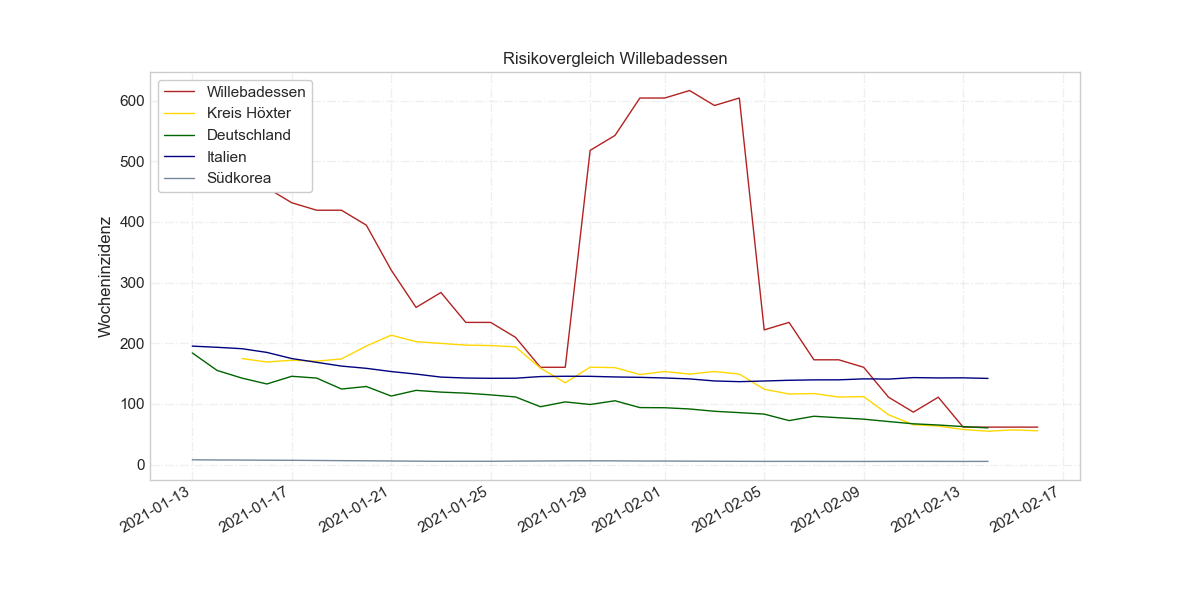 Risikovergleich Willebadessen
Willebadessen
Kreis Höxter
Deutschland
Italien
Südkorea
Wocheninzidenz
600
500
400
300
200
100
0
2021-01-13
2021-01-17
2021-01-21
2021-01-25
2021-01-29
2021-02-01
2021-02-05
2021-02-09
2021-02-13
2021-02-17